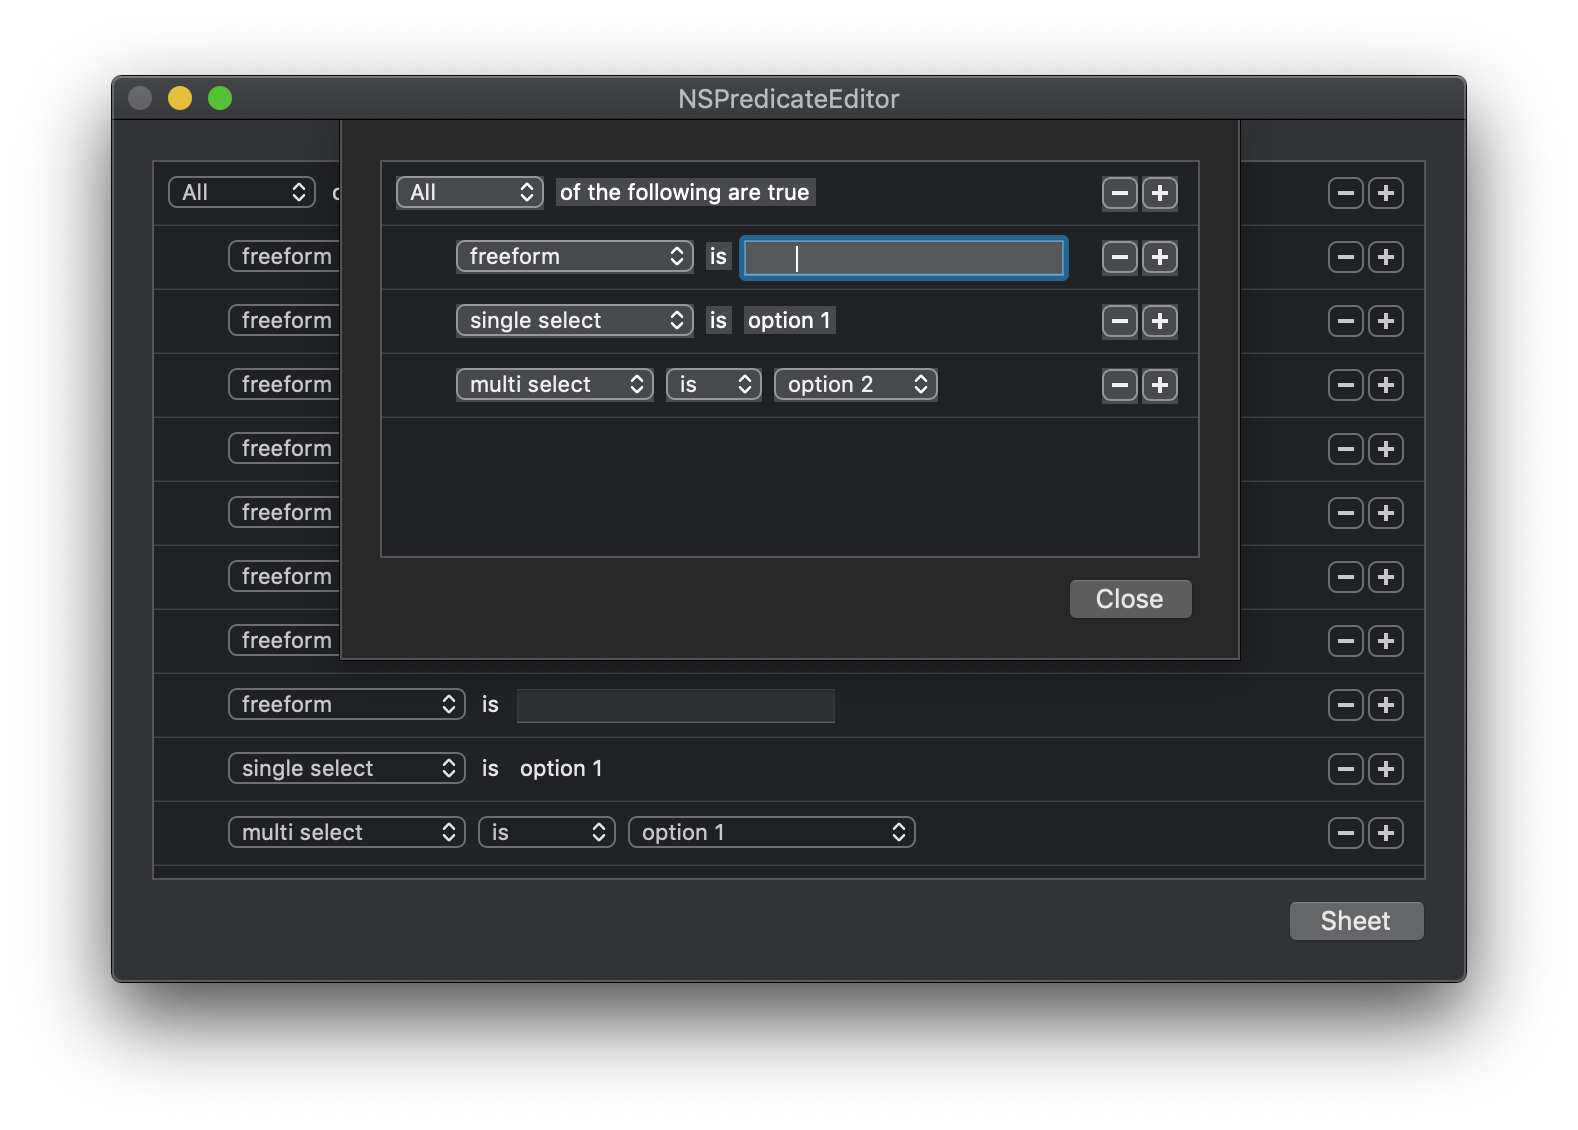 NSPredicateEditor
All
of the following are true
freeform is
single select is option 1
multi select is option 2
Close
All
freeform
freeform
freeform
freeform
freeform
freeform
freeform
freeform is
single select is option 1
multi select is option 1
Sheet